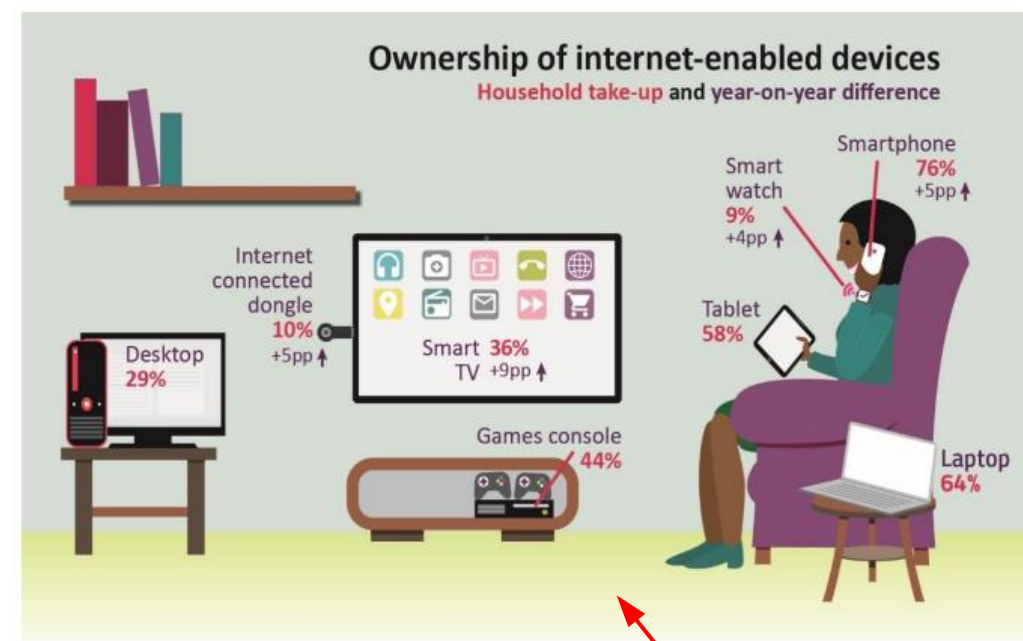 Ownership of internet-enabled devices
Household take-up and year-on-year difference
Smartphone
76%
+5pp
Smart
watch
9%
+4pp
Internet
connected
dongle
10%
+5pp
Smart 36%
TV +9pp
Tablet
58%
Desktop
29%
Games console
44%
Laptop
64%